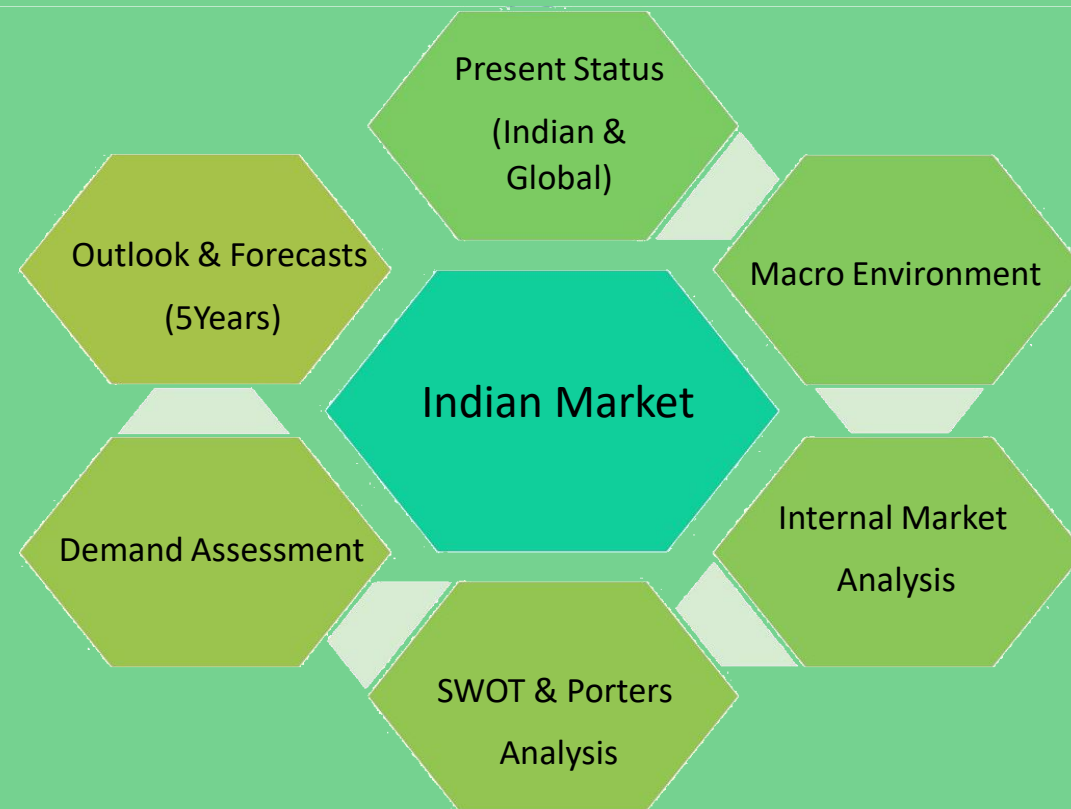 Present Status
(Indian &
Global)
Macro Environment
Internal Market
Analysis
SWOT & Porters
Analysis
Demand Assessment
Outlook & Forecasts
(5Years)
Indian Market